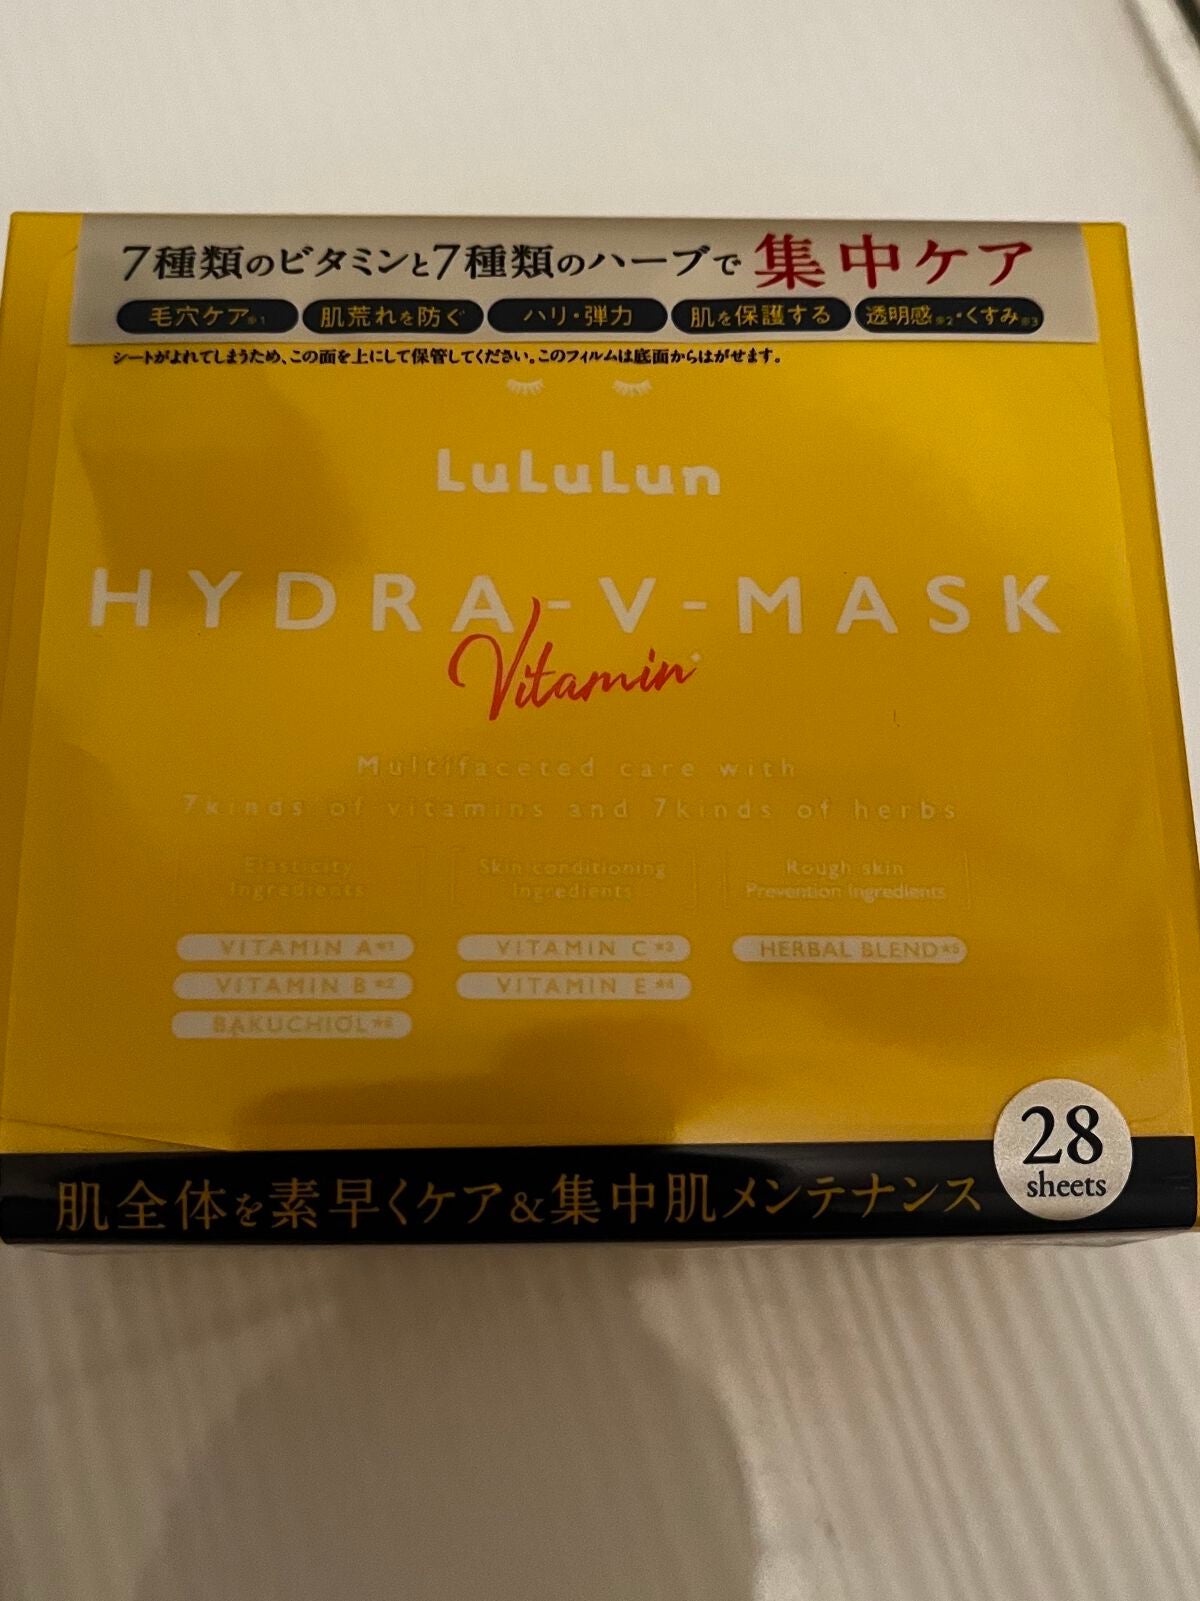 7種類のビタミンと7種類のハーブで集中ケア
毛穴ケア※1 肌荒れを防ぐ ハリ・弾力 肌を保護する 透明感※2・くすみ※3
シートがよれてしまうため、この面を上にして保管してください。このフィルムは底面からはがせます。
LuLuLun
HYDRA-V-MASK
Vitamin
Multifaceted care with
7kinds of vitamins and 7kinds of herbs
Elasticity Skin conditioning Rough skin
Ingredients Ingredients Prevention Ingredients
VITAMIN A※1 VITAMIN C※3 HERBAL BLEND※5
VITAMIN B※2 VITAMIN E※4
BAKUCHIOL※6
28
sheets
肌全体を素早くケア&集中肌メンテナンス